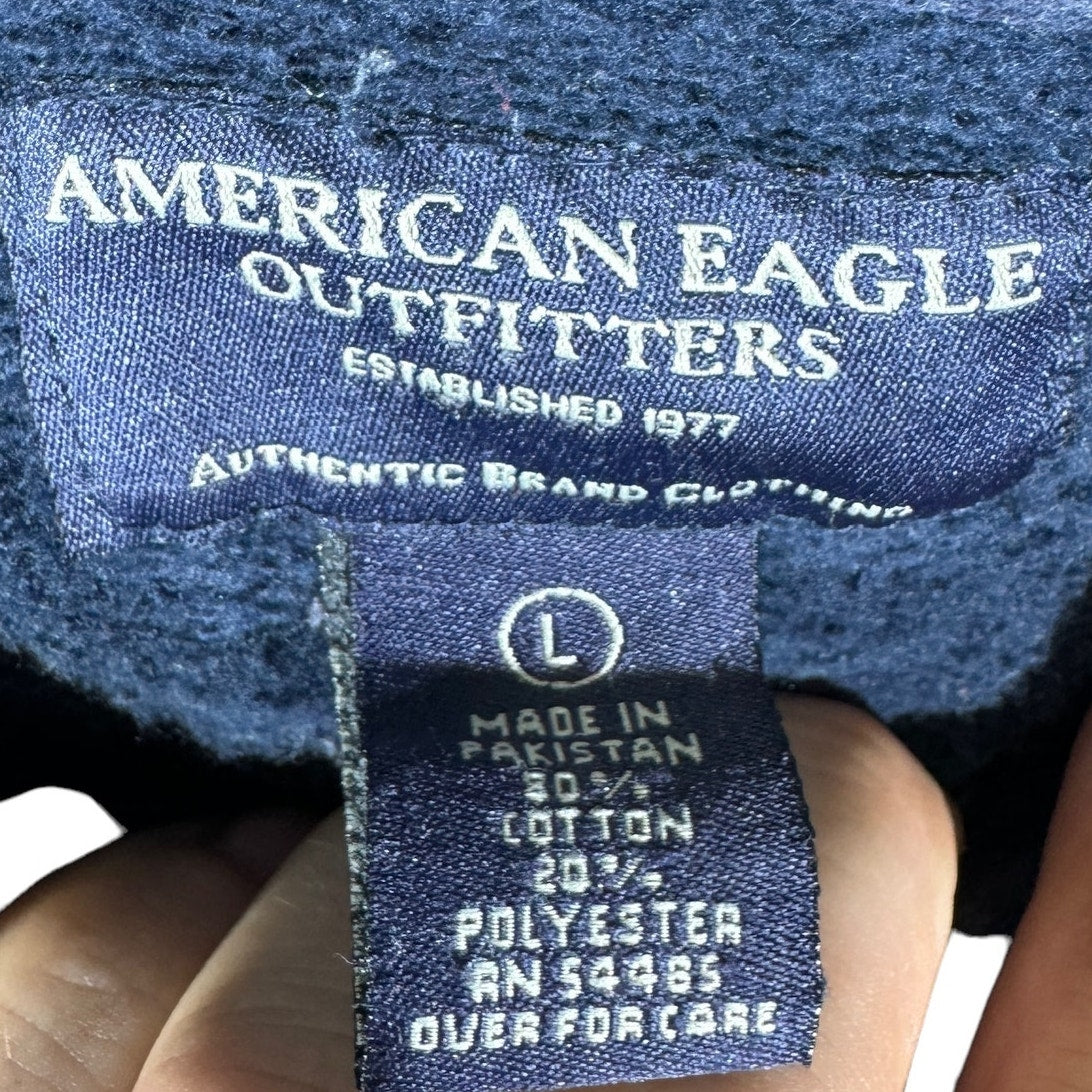 AMERICAN EAGLE
OUTFITTERS
ESTABLISHED 1977
AUTHENTIC BRAND CLOTHING
L
MADE IN
PAKISTAN
80%
COTTON
20%
POLYESTER
RN 54485
OVER FOR CARE